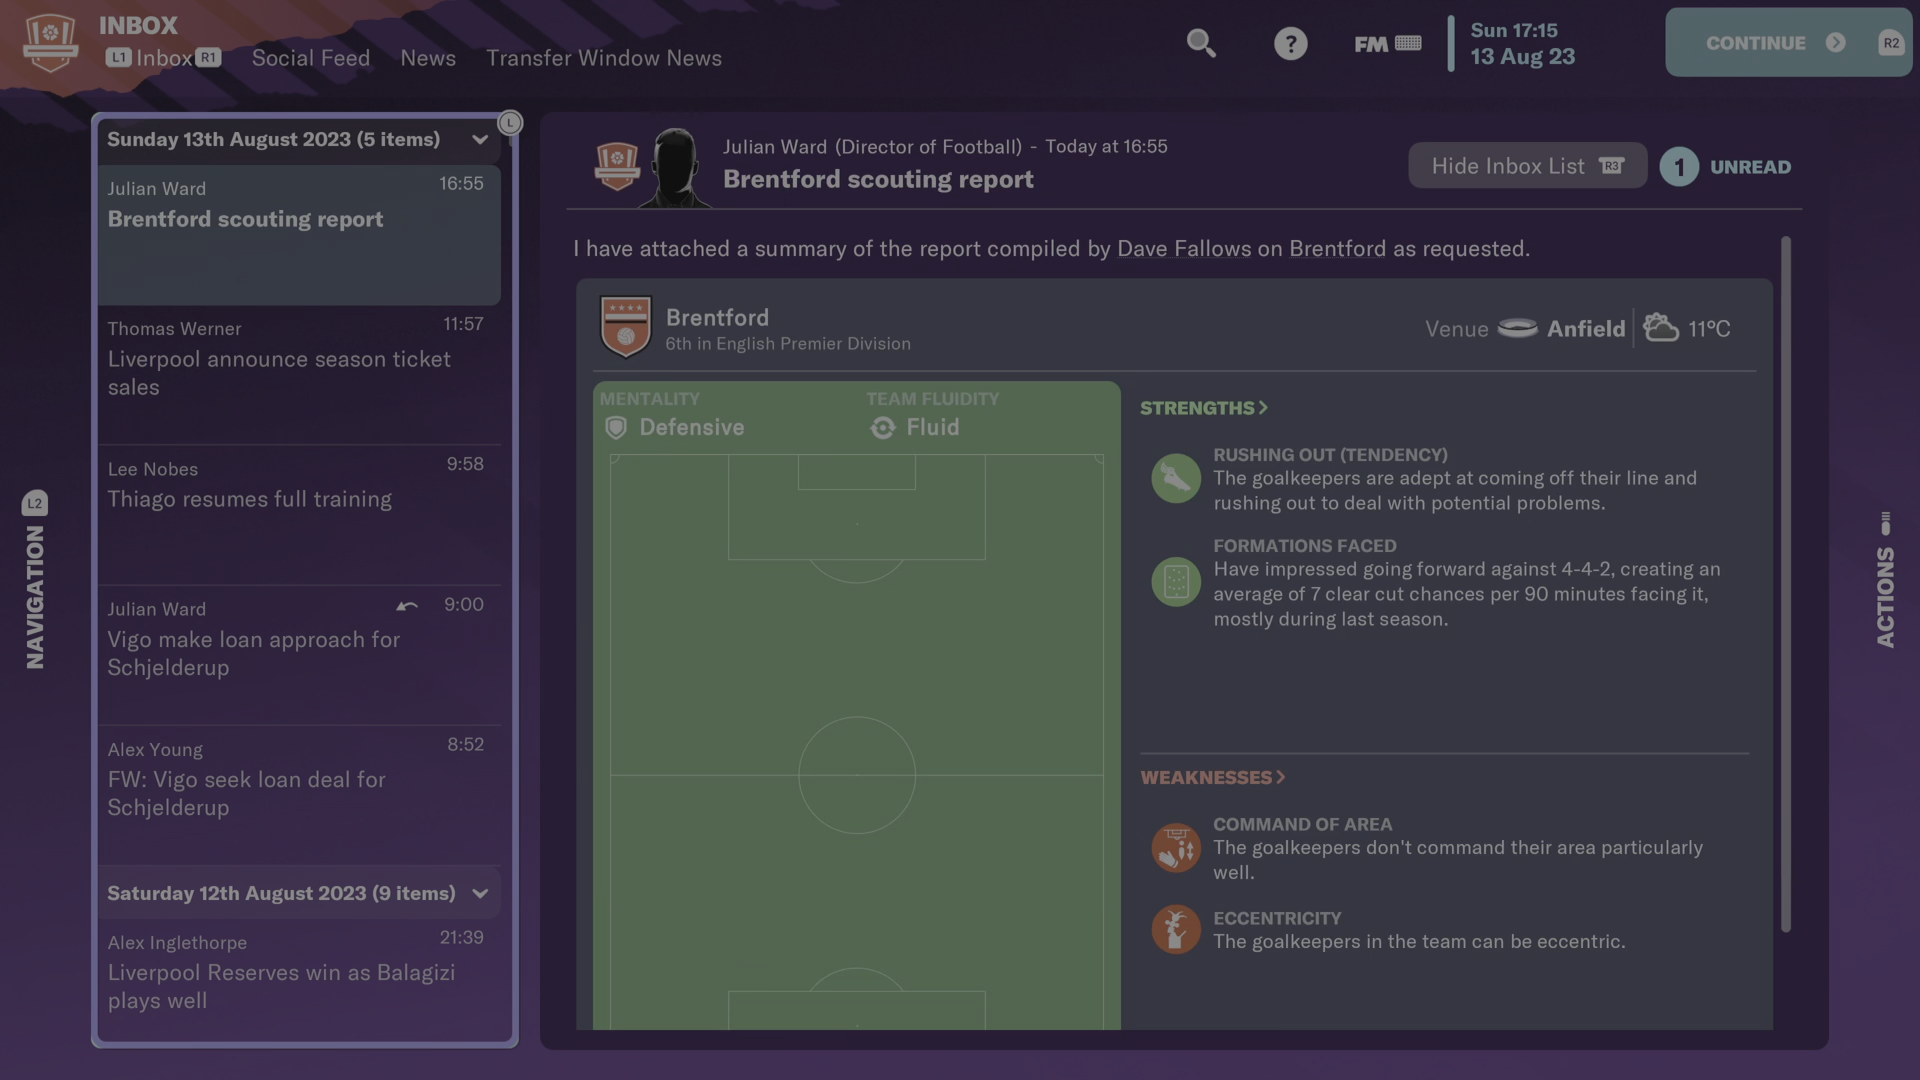 INBOX
L1 Inbox R1 Social Feed News Transfer Window News
FM
Sun 17:15
13 Aug 23
CONTINUE R2
L
Sunday 13th August 2023 (5 items)
Julian Ward 16:55
Brentford scouting report
Thomas Werner 11:57
Liverpool announce season ticket
sales
Lee Nobes 9:58
Thiago resumes full training
Julian Ward 9:00
Vigo make loan approach for
Schjelderup
Alex Young 8:52
FW: Vigo seek loan deal for
Schjelderup
Saturday 12th August 2023 (9 items)
Alex Inglethorpe 21:39
Liverpool Reserves win as Balagizi
plays well
L2
NAVIGATIS
Julian Ward (Director of Football) - Today at 16:55
Brentford scouting report
Hide Inbox List R3
1 UNREAD
I have attached a summary of the report compiled by Dave Fallows on Brentford as requested.
Brentford
6th in English Premier Division
Venue Anfield 11°C
MENTALITY TEAM FLUIDITY
Defensive Fluid
STRENGTHS
RUSHING OUT (TENDENCY)
The goalkeepers are adept at coming off their line and
rushing out to deal with potential problems.
FORMATIONS FACED
Have impressed going forward against 4-4-2, creating an
average of 7 clear cut chances per 90 minutes facing it,
mostly during last season.
WEAKNESSES
COMMAND OF AREA
The goalkeepers don't command their area particularly
well.
ECCENTRICITY
The goalkeepers in the team can be eccentric.
ACTIONS